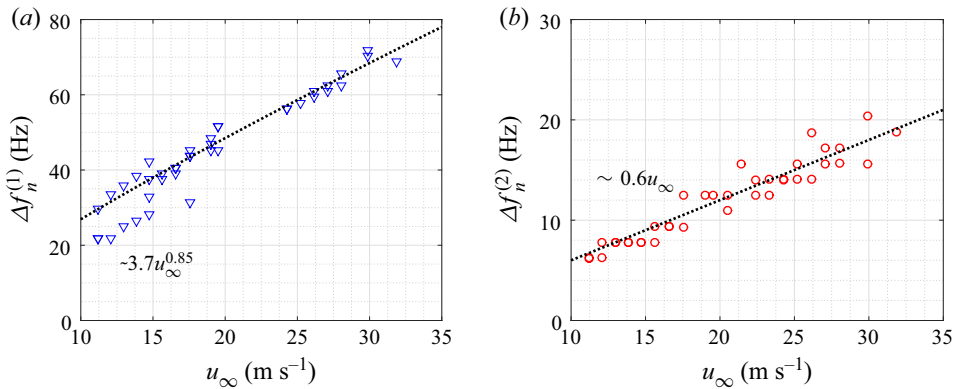 (a)
80
60
40
20
0
Δf_n^(1) (Hz)
~3.7u_∞^0.85
10 15 20 25 30 35
u_∞ (m s⁻¹)
(b)
30
20
10
0
Δf_n^(2) (Hz)
~ 0.6u_∞
10 15 20 25 30 35
u_∞ (m s⁻¹)